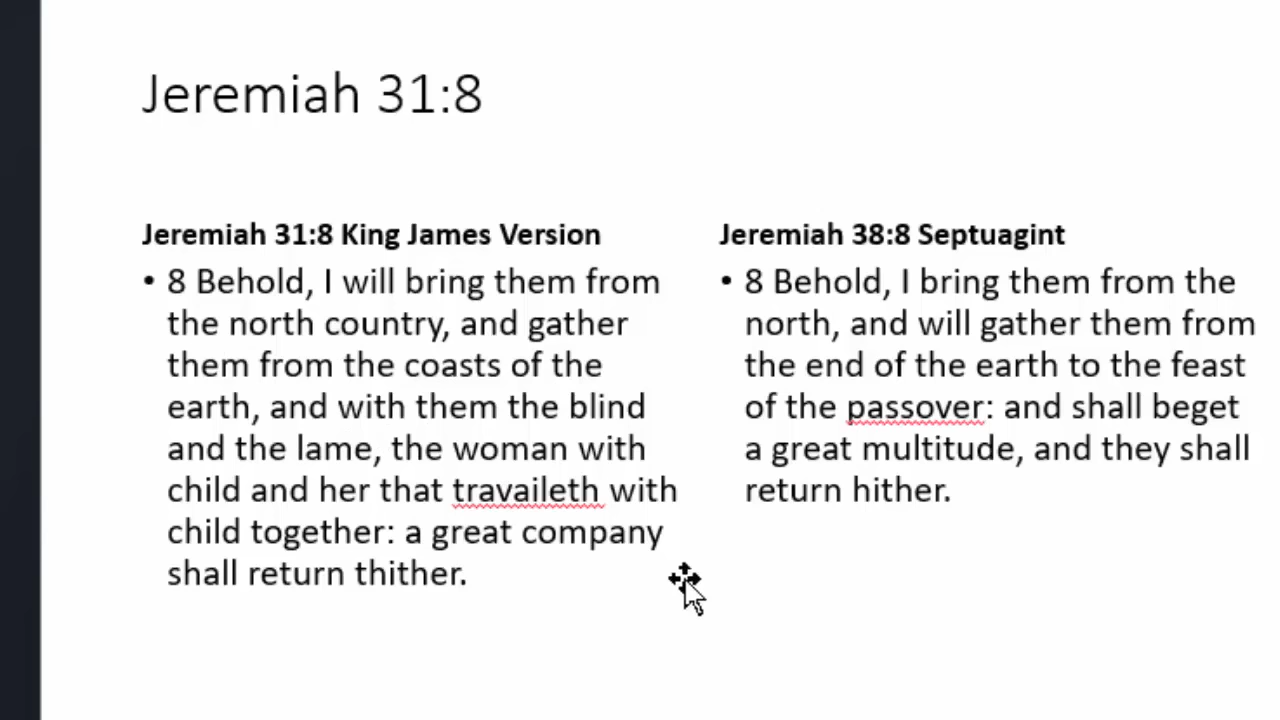 Jeremiah 31:8
Jeremiah 31:8 King James Version
• 8 Behold, I will bring them from
the north country, and gather
them from the coasts of the
earth, and with them the blind
and the lame, the woman with
child and her that travaileth with
child together: a great company
shall return thither.
Jeremiah 38:8 Septuagint
• 8 Behold, I bring them from the
north, and will gather them from
the end of the earth to the feast
of the passover: and shall beget
a great multitude, and they shall
return hither.